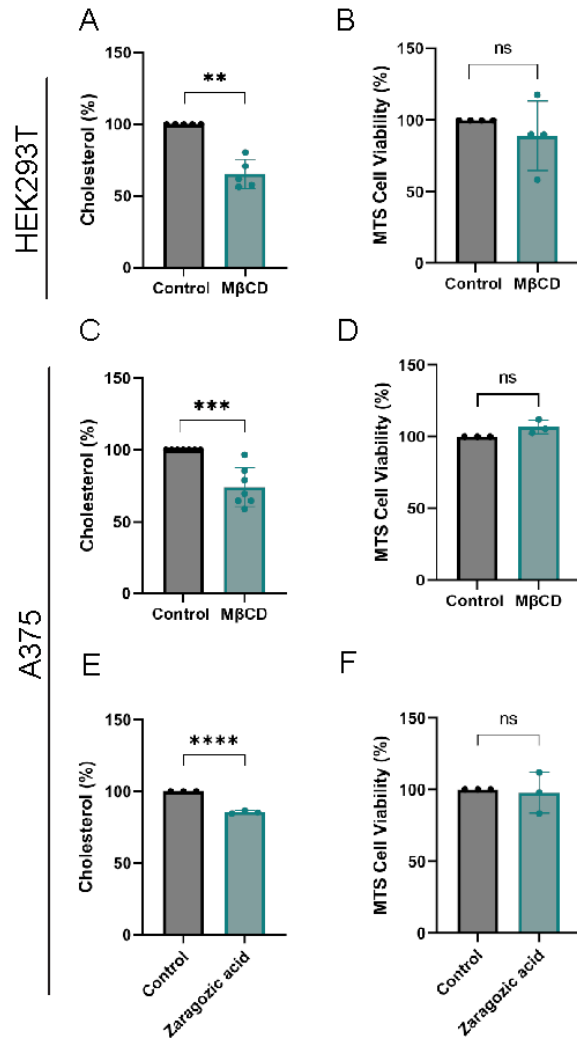 HEK293T
A
Cholesterol (%)
150
100
50
0
**
Control
MβCD
B
MTS Cell Viability (%)
150
100
50
0
ns
Control
MβCD
A375
C
Cholesterol (%)
150
100
50
0
***
Control
MβCD
D
MTS Cell Viability (%)
150
100
50
0
ns
Control
MβCD
E
Cholesterol (%)
150
100
50
0
****
Control
Zaragozic acid
F
MTS Cell Viability (%)
150
100
50
0
ns
Control
Zaragozic acid